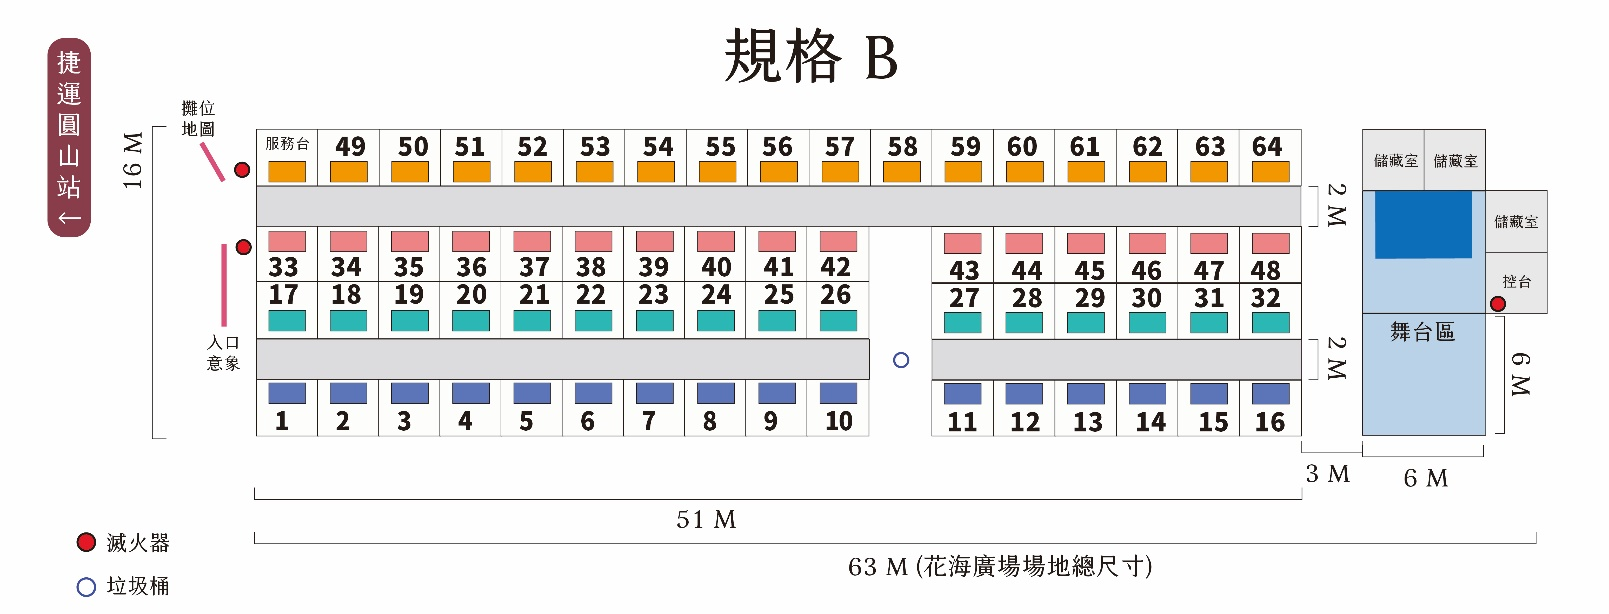 規格 B
捷運圓山站←
攤位
地圖
16 M
服務台 49 50 51 52 53 54 55 56 57 58 59 60 61 62 63 64
儲藏室 儲藏室
2 M
儲藏室
33 34 35 36 37 38 39 40 41 42 43 44 45 46 47 48
控台
17 18 19 20 21 22 23 24 25 26 27 28 29 30 31 32
舞台區
入口
意象
2 M
6 M
1 2 3 4 5 6 7 8 9 10 11 12 13 14 15 16
3 M
6 M
51 M
滅火器
63 M (花海廣場場地總尺寸)
垃圾桶